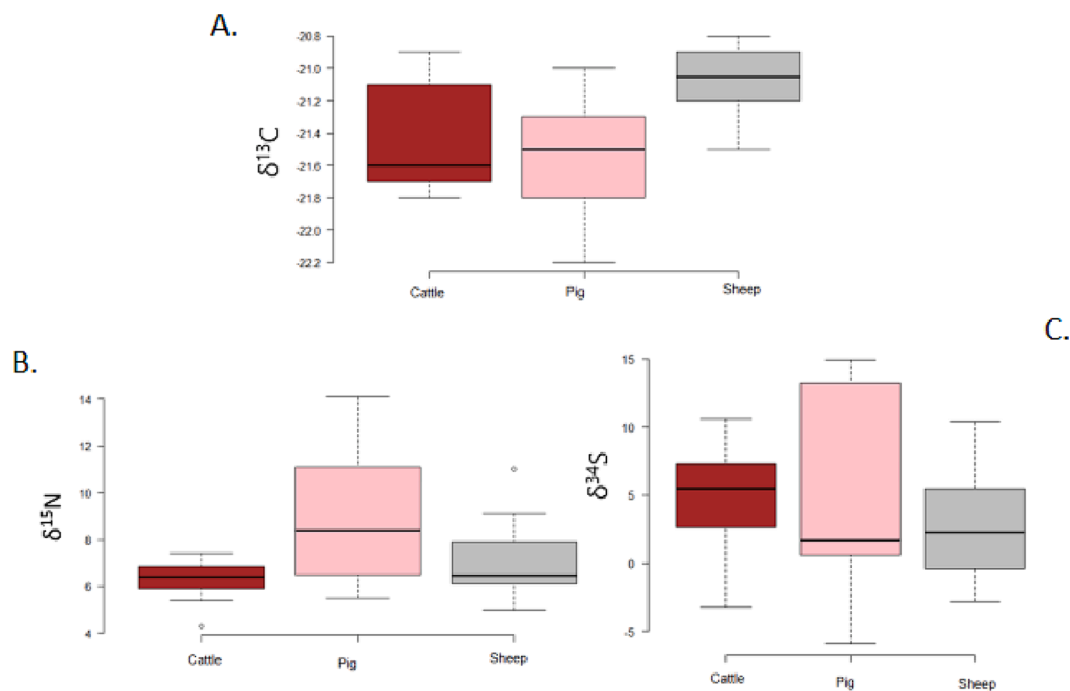 A.
δ13C
-20.8
-21.0
-21.2
-21.4
-21.6
-21.8
-22.0
-22.2
Cattle Pig Sheep
B.
δ15N
14
12
10
8
6
4
Cattle Pig Sheep
C.
δ34S
15
10
5
0
-5
Cattle Pig Sheep